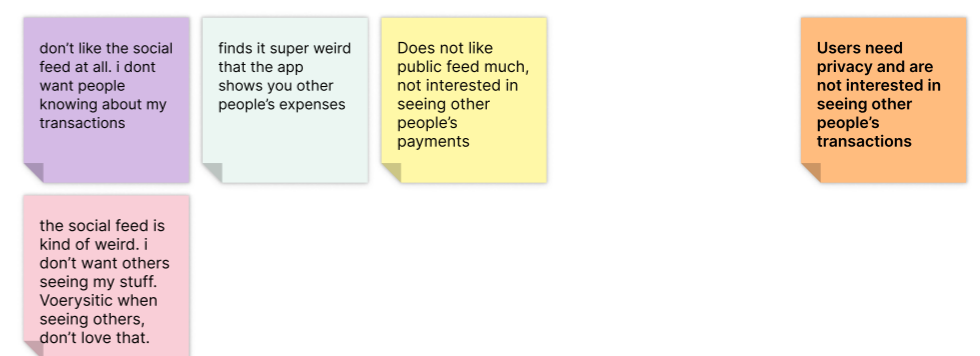 don't like the social
feed at all. i dont
want people
knowing about my
transactions
finds it super weird
that the app
shows you other
people's expenses
Does not like
public feed much,
not interested in
seeing other
people's
payments
Users need
privacy and are
not interested in
seeing other
people's
transactions
the social feed is
kind of weird. i
don't want others
seeing my stuff.
Voerysitic when
seeing others,
don't love that.